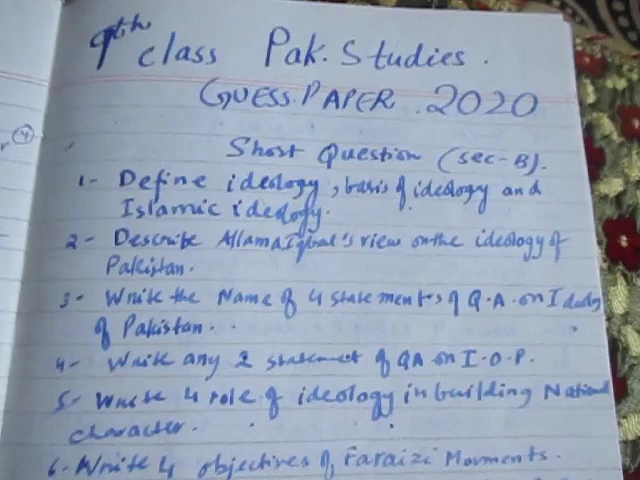 9th class Pak. Studies.
GUESS. PAPER. 2020
Short Question (sec-B).
1- Define ideology, basis of ideology and
Islamic ideology.
2- Describe Allama Iqbal's view on the ideology of
Pakistan.
3- Write the Name of 4 statements of Q.A. on
of Pakistan.
4- Write any 2 statement of QA on I.O.P.
5- Write 4 role of ideology in building National
character.
6- Write 4 objectives of Faraizi Movments.